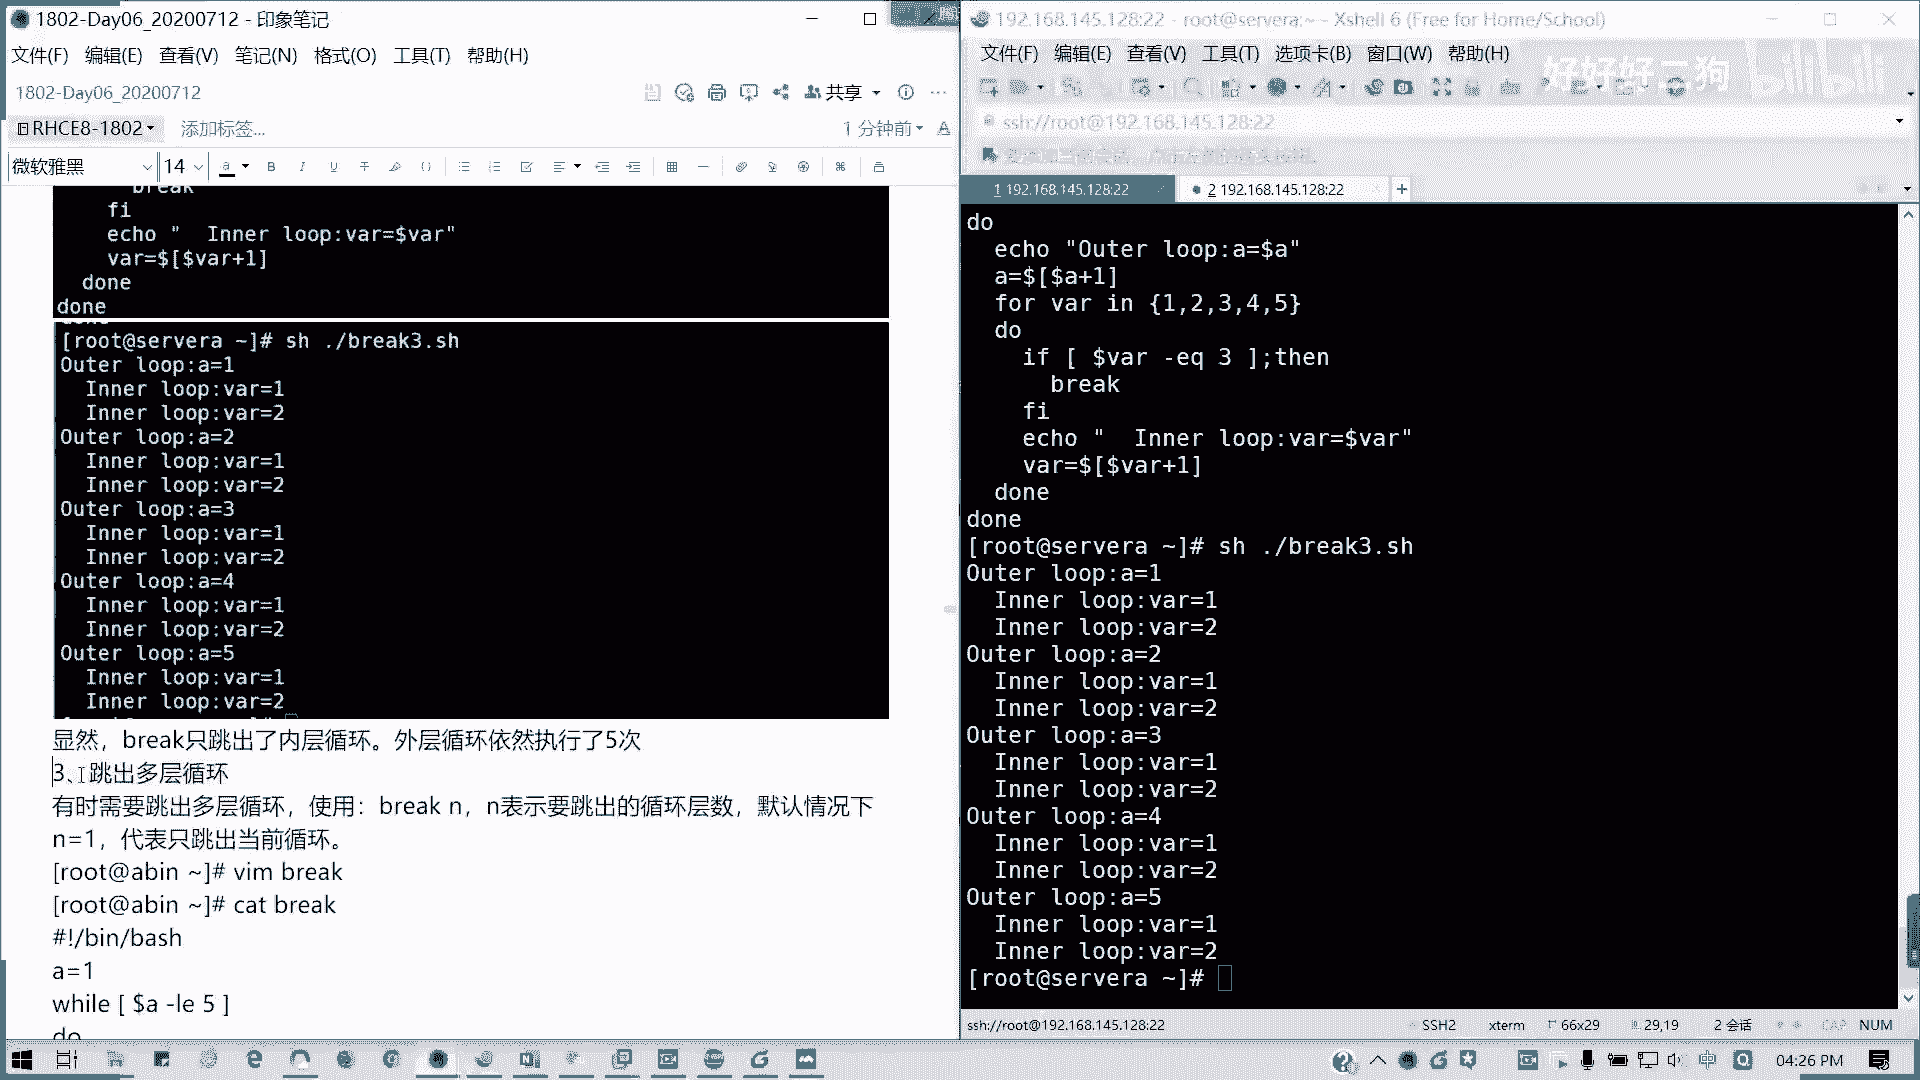 1802-Day06_20200712 - 印象笔记
文件(F) 编辑(E) 查看(V) 笔记(N) 格式(O) 工具(T) 帮助(H)
1802-Day06_20200712
共享
RHCE8-1802
添加标签...
1 分钟前
微软雅黑 14
break
fi
echo "  Inner loop:var=$var"
var=$[$var+1]
done
done
[root@servera ~]# sh ./break3.sh
Outer loop:a=1
Inner loop:var=1
Inner loop:var=2
Outer loop:a=2
Inner loop:var=1
Inner loop:var=2
Outer loop:a=3
Inner loop:var=1
Inner loop:var=2
Outer loop:a=4
Inner loop:var=1
Inner loop:var=2
Outer loop:a=5
Inner loop:var=1
Inner loop:var=2
显然，break只跳出了内层循环。外层循环依然执行了5次
3、跳出多层循环
有时需要跳出多层循环，使用：break n，n表示要跳出的循环层数，默认情况下
n=1，代表只跳出当前循环。
[root@abin ~]# vim break
[root@abin ~]# cat break
#!/bin/bash
a=1
while [ $a -le 5 ]
do
192.168.145.128:22 - root@servera:~ - Xshell 6 (Free for Home/School)
文件(F) 编辑(E) 查看(V) 工具(T) 选项卡(B) 窗口(W) 帮助(H)
好好好二狗 bilibili
ssh://root@192.168.145.128:22
1 192.168.145.128:22
2 192.168.145.128:22
do
echo "Outer loop:a=$a"
a=$[$a+1]
for var in {1,2,3,4,5}
do
if [ $var -eq 3 ];then
break
fi
echo "  Inner loop:var=$var"
var=$[$var+1]
done
done
[root@servera ~]# sh ./break3.sh
Outer loop:a=1
Inner loop:var=1
Inner loop:var=2
Outer loop:a=2
Inner loop:var=1
Inner loop:var=2
Outer loop:a=3
Inner loop:var=1
Inner loop:var=2
Outer loop:a=4
Inner loop:var=1
Inner loop:var=2
Outer loop:a=5
Inner loop:var=1
Inner loop:var=2
[root@servera ~]#
ssh://root@192.168.145.128:22 SSH2 xterm 66x29 29,19 2 会话 CAP NUM
中 04:26 PM